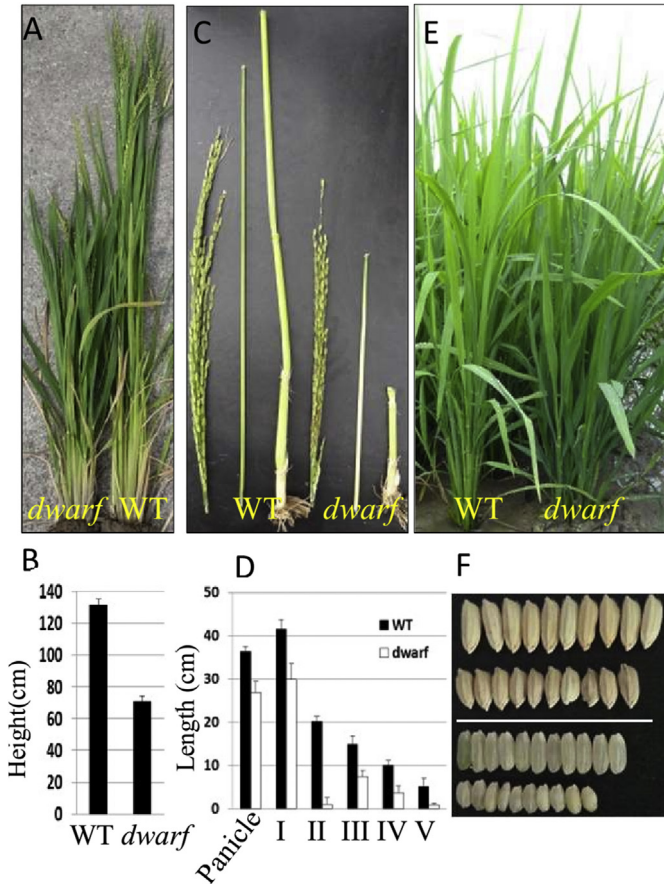 A
dwarf WT
C
WT dwarf
E
WT dwarf
B
Height(cm)
140
120
100
80
60
40
20
0
WT dwarf
D
Length (cm)
50
40
30
20
10
0
WT
dwarf
Panicle I II III IV V
F